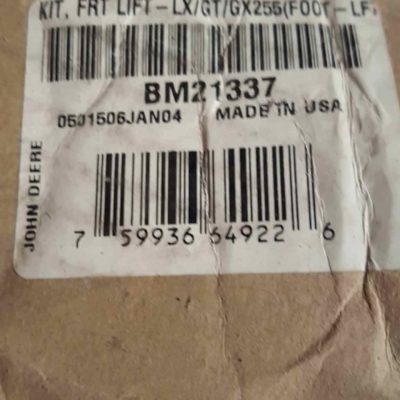 KIT, FRT LIFT-LX/GT/GX255(FOOT-LF
BM21337
0501506JAN04 MADE IN USA
JOHN DEERE
7 59936 64922 6